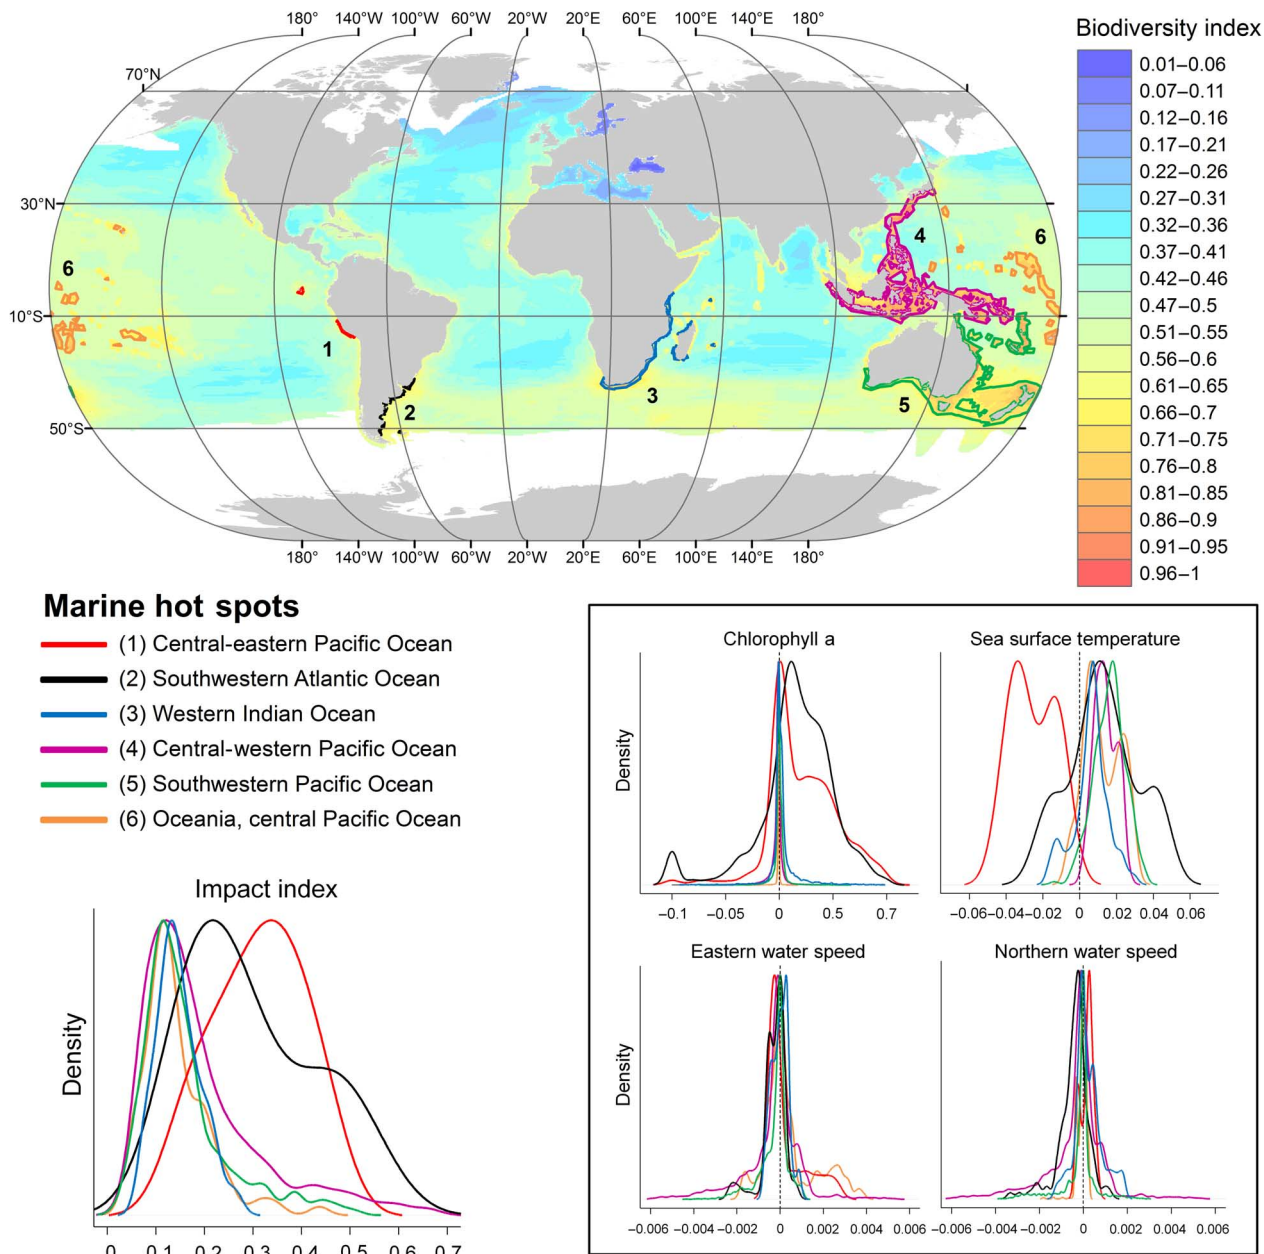 180° 140°W 100°W 60°W 20°W 20°E 60°E 100°E 140°E 180°
Biodiversity index
70°N
30°N
10°S
50°S
6
1
2
3
4
5
6
180° 140°W 100°W 60°W 20°W 20°E 60°E 100°E 140°E 180°
0.01–0.06
0.07–0.11
0.12–0.16
0.17–0.21
0.22–0.26
0.27–0.31
0.32–0.36
0.37–0.41
0.42–0.46
0.47–0.5
0.51–0.55
0.56–0.6
0.61–0.65
0.66–0.7
0.71–0.75
0.76–0.8
0.81–0.85
0.86–0.9
0.91–0.95
0.96–1
Marine hot spots
(1) Central-eastern Pacific Ocean
(2) Southwestern Atlantic Ocean
(3) Western Indian Ocean
(4) Central-western Pacific Ocean
(5) Southwestern Pacific Ocean
(6) Oceania, central Pacific Ocean
Impact index
Density
0 0.1 0.2 0.3 0.4 0.5 0.6 0.7
Chlorophyll a
Density
−0.1 −0.05 0 0.5 0.7
Sea surface temperature
−0.06 −0.04 −0.02 0 0.02 0.04 0.06
Eastern water speed
Density
−0.006 −0.004 −0.002 0 0.002 0.004 0.006
Northern water speed
−0.006 −0.004 −0.002 0 0.002 0.004 0.006